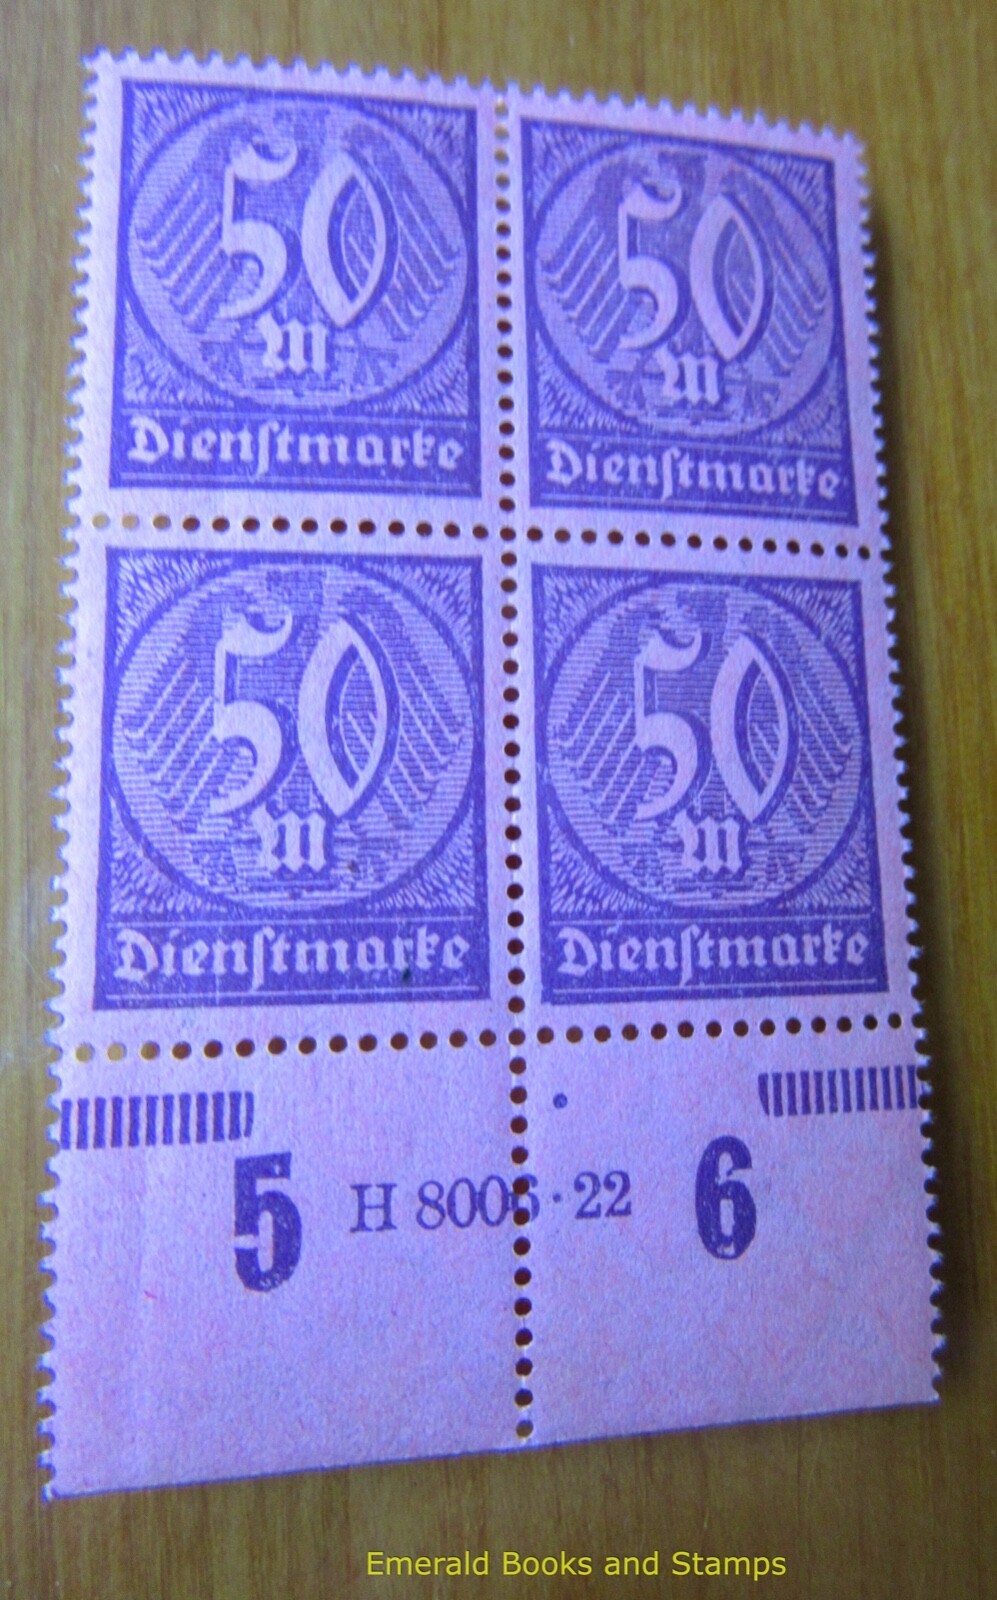 50 50
M M
Dienſtmarke Dienſtmarke
50 50
M M
Dienſtmarke Dienſtmarke
5 H 8006·22 6
Emerald Books and Stamps